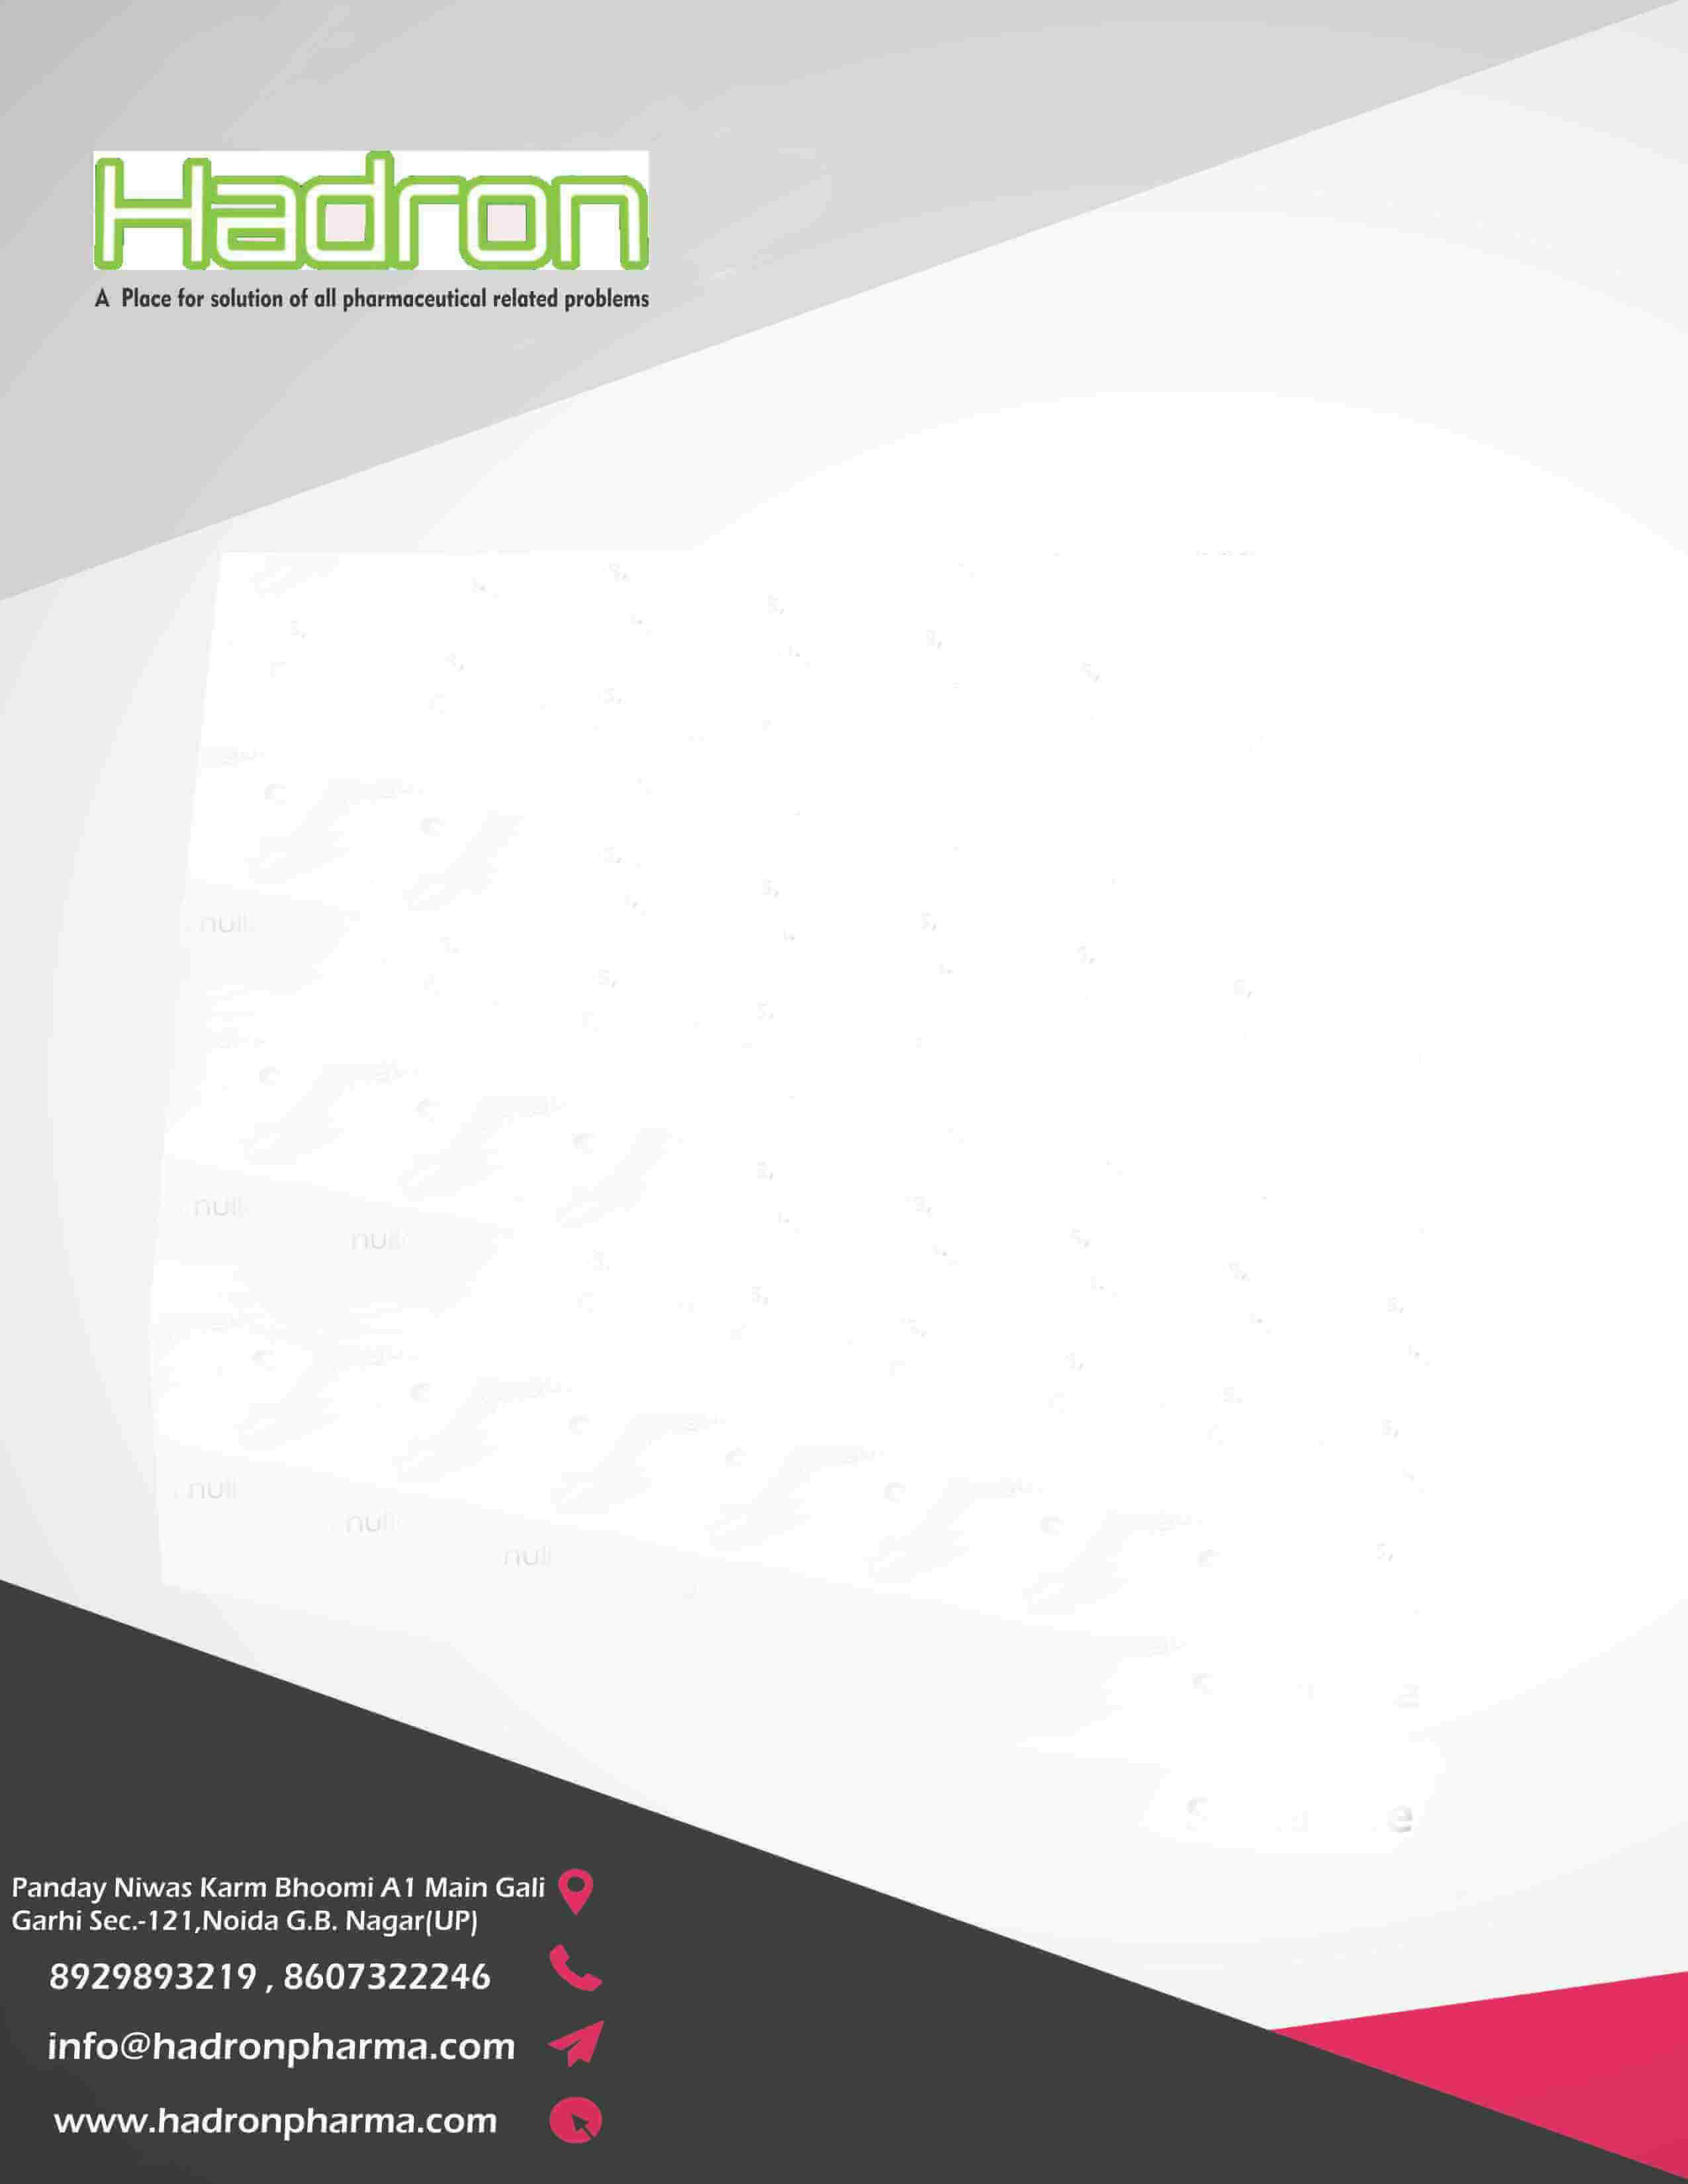 Hadron
A Place for solution of all pharmaceutical related problems
null
null
null
null
null
null
Panday Niwas Karm Bhoomi A1 Main Gali
Garhi Sec.-121,Noida G.B. Nagar(UP)
8929893219 , 8607322246
info@hadronpharma.com
www.hadronpharma.com